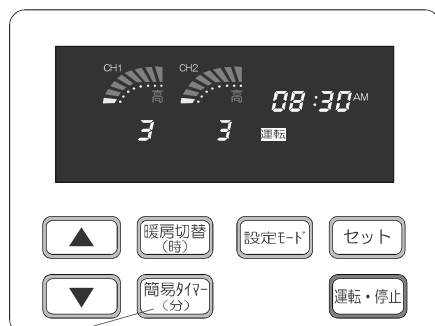 CH1 CH2
高 高 08:30AM
3 3 運転
▲ 暖房切替(時) 設定モード セット
▼ 簡易タイマー(分) 運転・停止